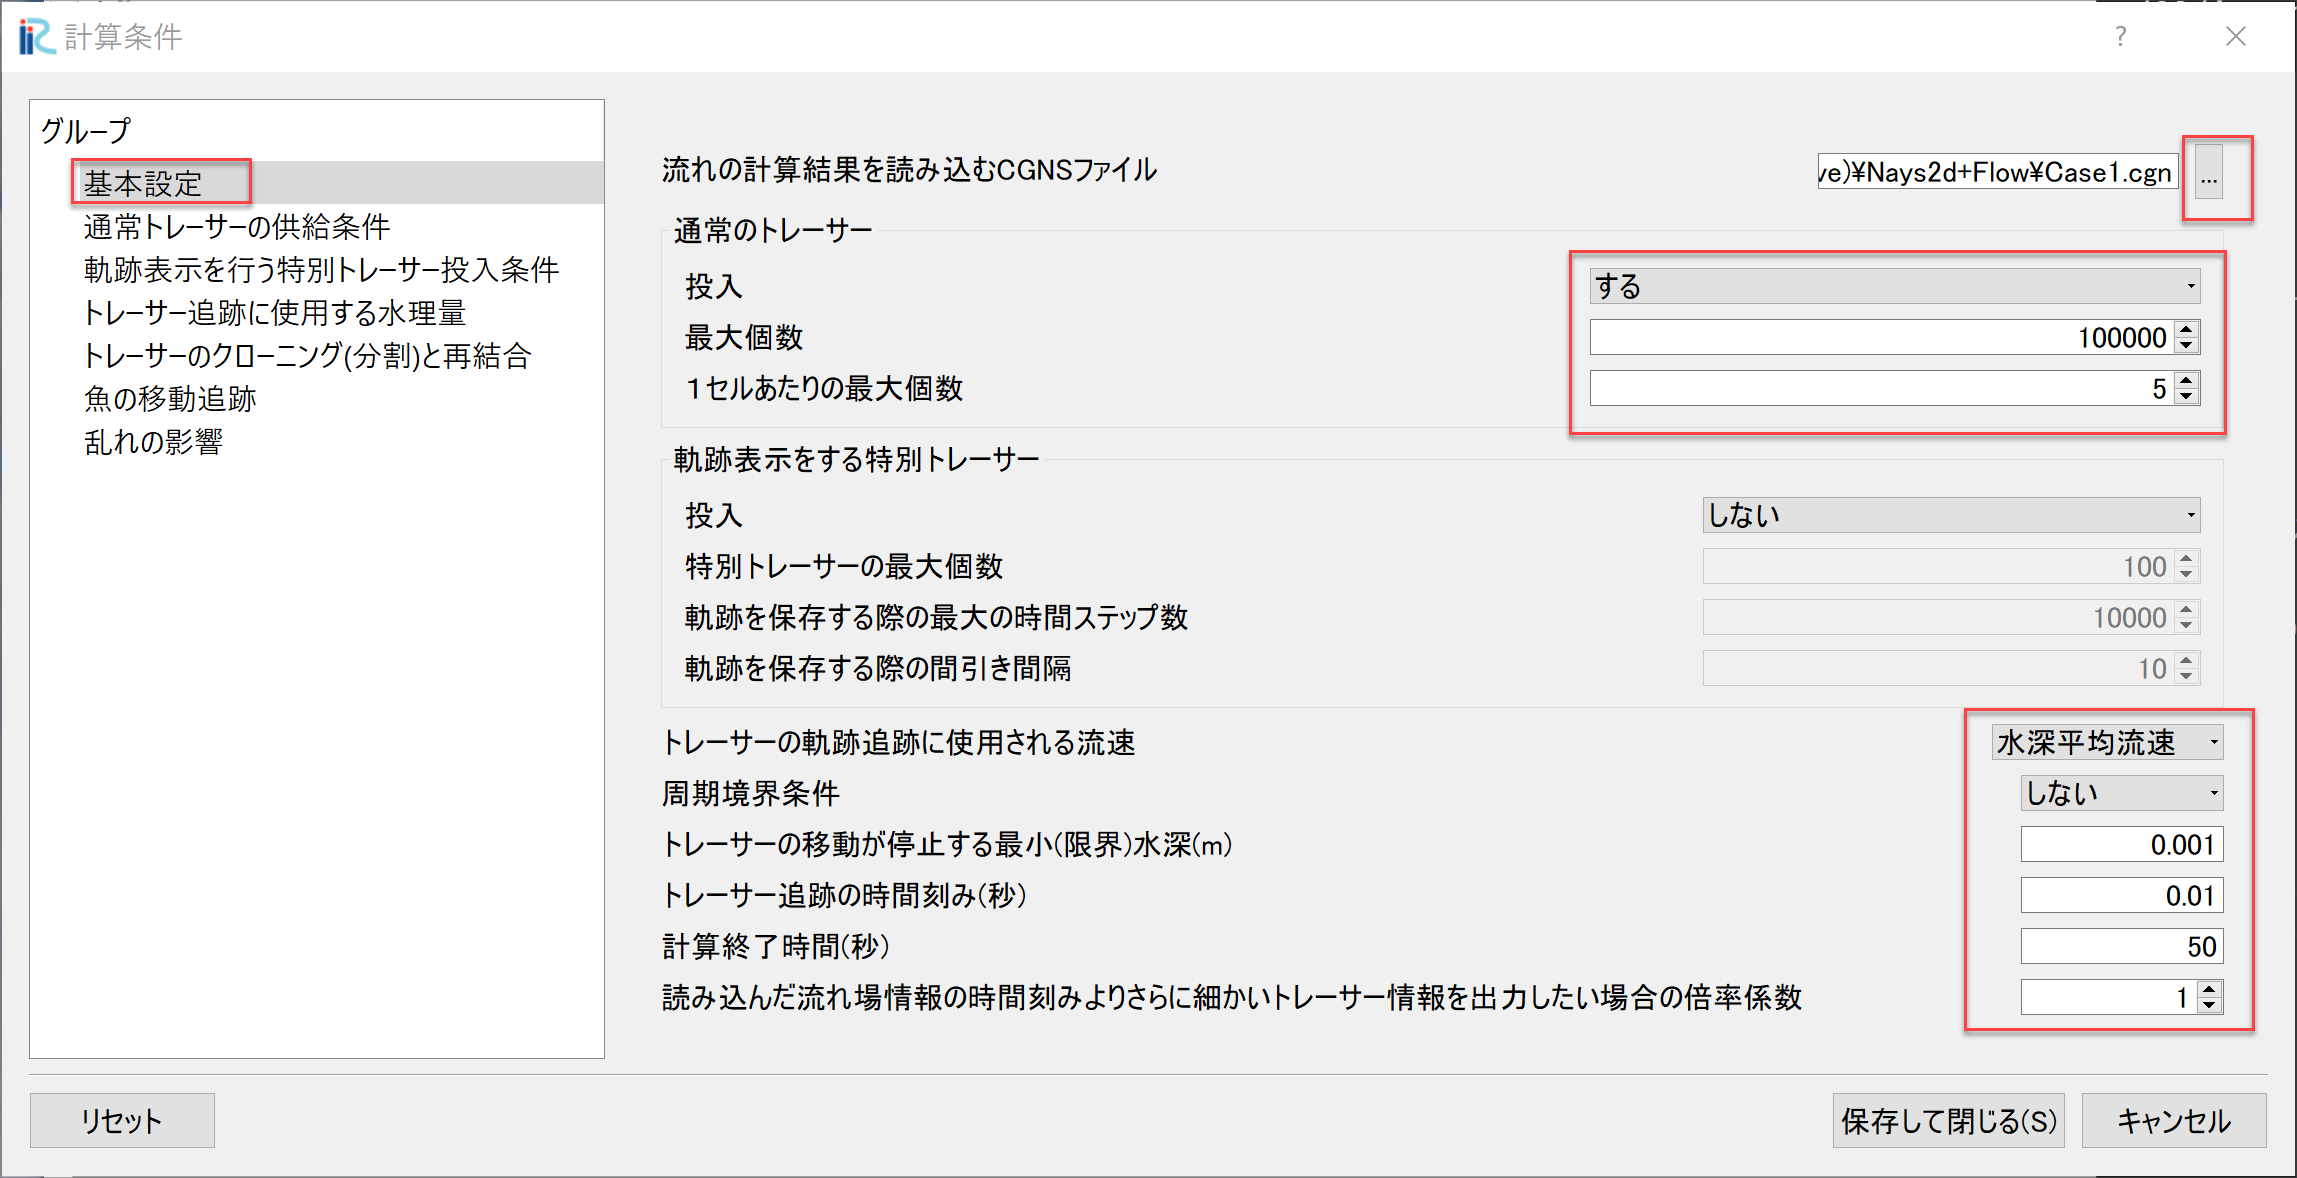 iRC 計算条件
?
グループ
基本設定
通常トレーサーの供給条件
軌跡表示を行う特別トレーサー投入条件
トレーサー追跡に使用する水理量
トレーサーのクローニング(分割)と再結合
魚の移動追跡
乱れの影響
流れの計算結果を読み込むCGNSファイル
ve)¥Nays2d+Flow¥Case1.cgn
...
通常のトレーサー
投入
する
最大個数
100000
１セルあたりの最大個数
5
軌跡表示をする特別トレーサー
投入
しない
特別トレーサーの最大個数
100
軌跡を保存する際の最大の時間ステップ数
10000
軌跡を保存する際の間引き間隔
10
トレーサーの軌跡追跡に使用される流速
水深平均流速
周期境界条件
しない
トレーサーの移動が停止する最小(限界)水深(m)
0.001
トレーサー追跡の時間刻み(秒)
0.01
計算終了時間(秒)
50
読み込んだ流れ場情報の時間刻みよりさらに細かいトレーサー情報を出力したい場合の倍率係数
1
リセット
保存して閉じる(S)
キャンセル